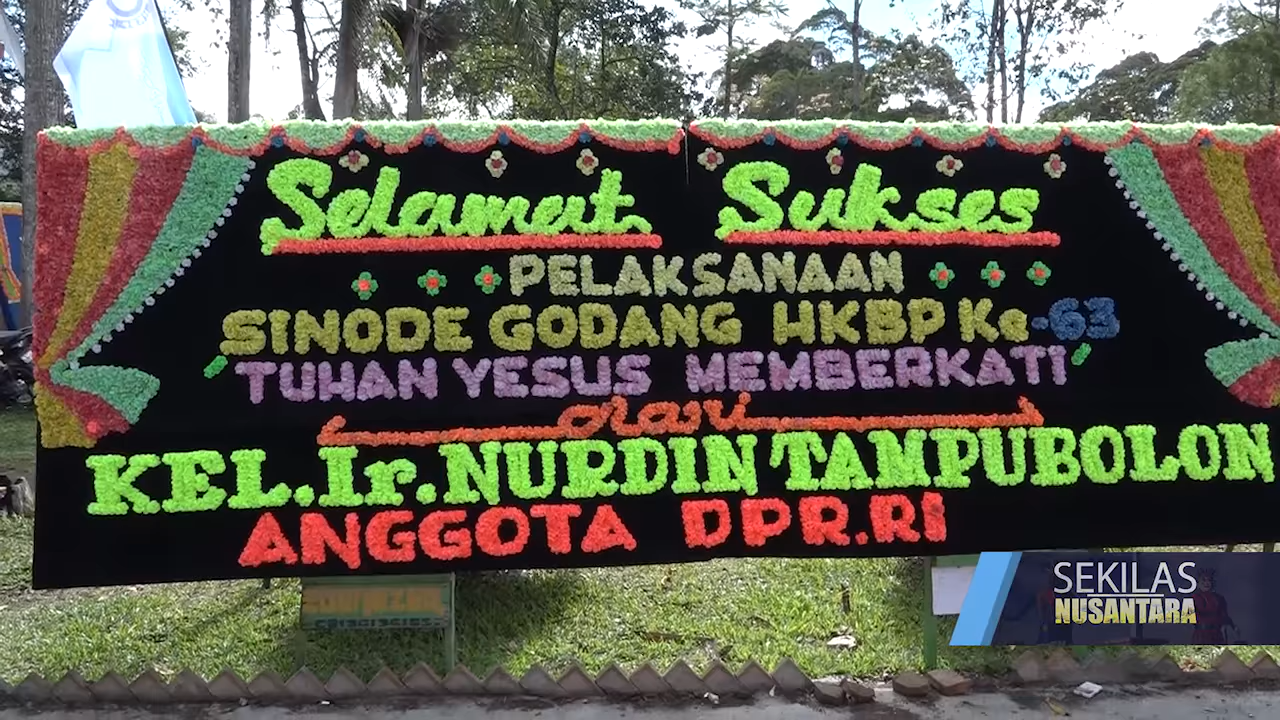 Selamat Sukses
PELAKSANAAN
SINODE GODANG HKBP Ke-63
TUHAN YESUS MEMBERKATI
dari
KEL.Ir.NURDIN TAMPUBOLON
ANGGOTA DPR.RI
SEKILAS
NUSANTARA